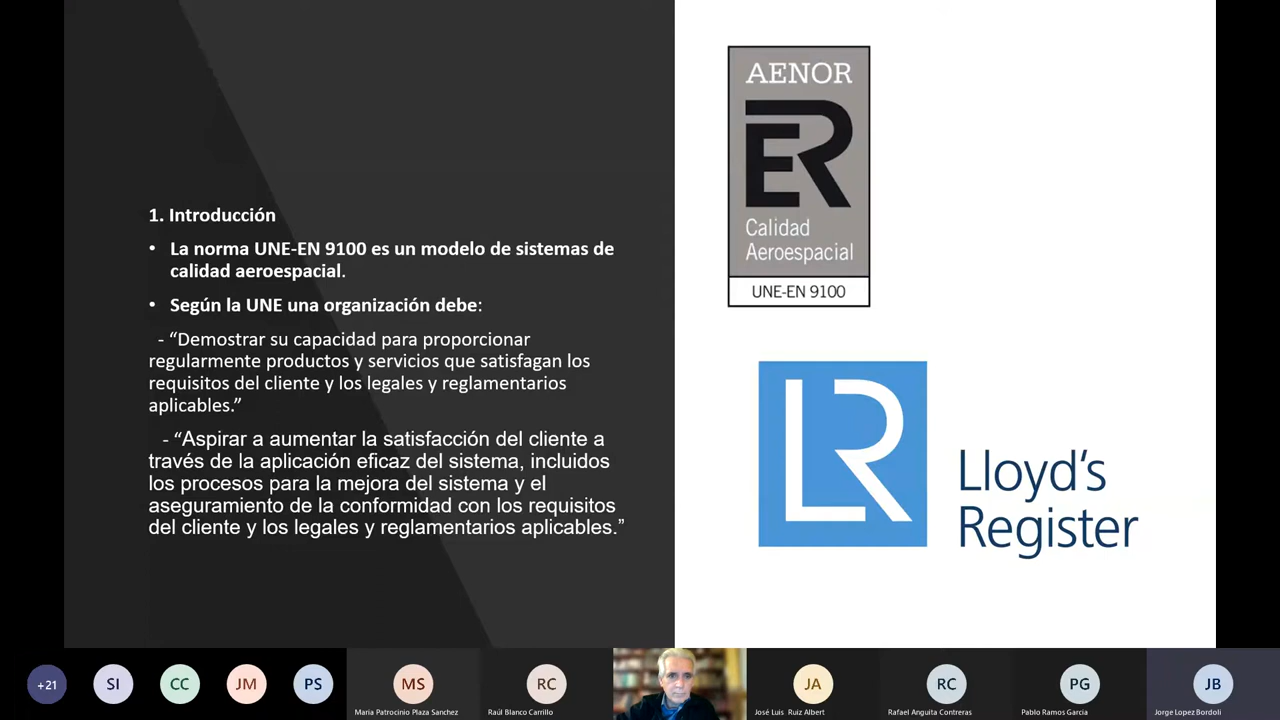 1. Introducción
• La norma UNE-EN 9100 es un modelo de sistemas de
calidad aeroespacial.
• Según la UNE una organización debe:
- “Demostrar su capacidad para proporcionar
regularmente productos y servicios que satisfagan los
requisitos del cliente y los legales y reglamentarios
aplicables.”
- “Aspirar a aumentar la satisfacción del cliente a
través de la aplicación eficaz del sistema, incluidos
los procesos para la mejora del sistema y el
aseguramiento de la conformidad con los requisitos
del cliente y los legales y reglamentarios aplicables.”
AENOR
ER
Calidad
Aeroespacial
UNE-EN 9100
LR
Lloyd's
Register
+21
SI
CC
JM
PS
MS
María Patrocinio Plaza Sanchez
RC
Raúl Blanco Carrillo
JA
José Luis Ruiz Albert
RC
Rafael Anguita Contreras
PG
Pablo Ramos Garcia
JB
Jorge Lopez Bordoli